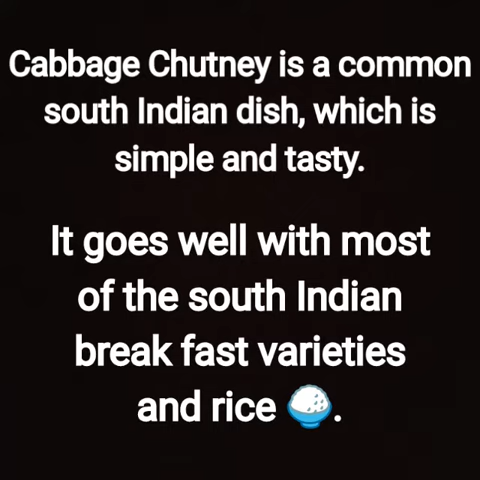 Cabbage Chutney is a common
south Indian dish, which is
simple and tasty.
It goes well with most
of the south Indian
break fast varieties
and rice 🍚.